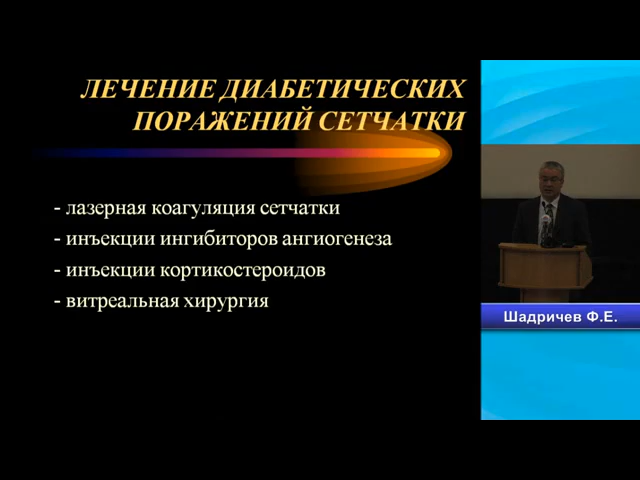 ЛЕЧЕНИЕ ДИАБЕТИЧЕСКИХ
ПОРАЖЕНИЙ СЕТЧАТКИ
- лазерная коагуляция сетчатки
- инъекции ингибиторов ангиогенеза
- инъекции кортикостероидов
- витреальная хирургия
Шадричев Ф.Е.